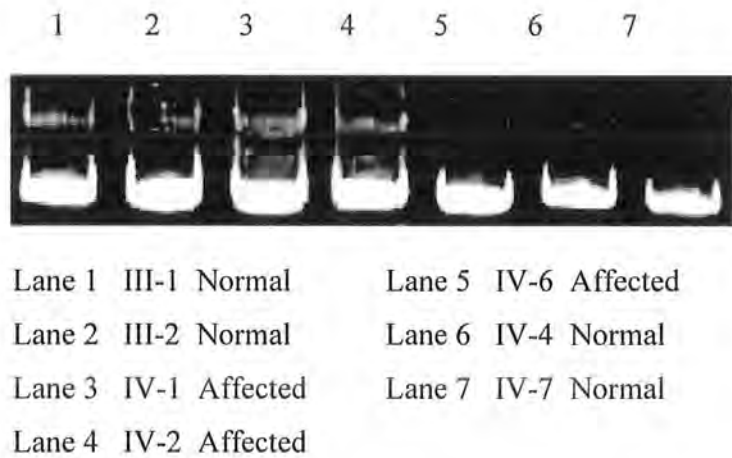 1 2 3 4 5 6 7
Lane 1 III-1 Normal
Lane 2 III-2 Normal
Lane 3 IV-1 Affected
Lane 4 IV-2 Affected
Lane 5 IV-6 Affected
Lane 6 IV-4 Normal
Lane 7 IV-7 Normal